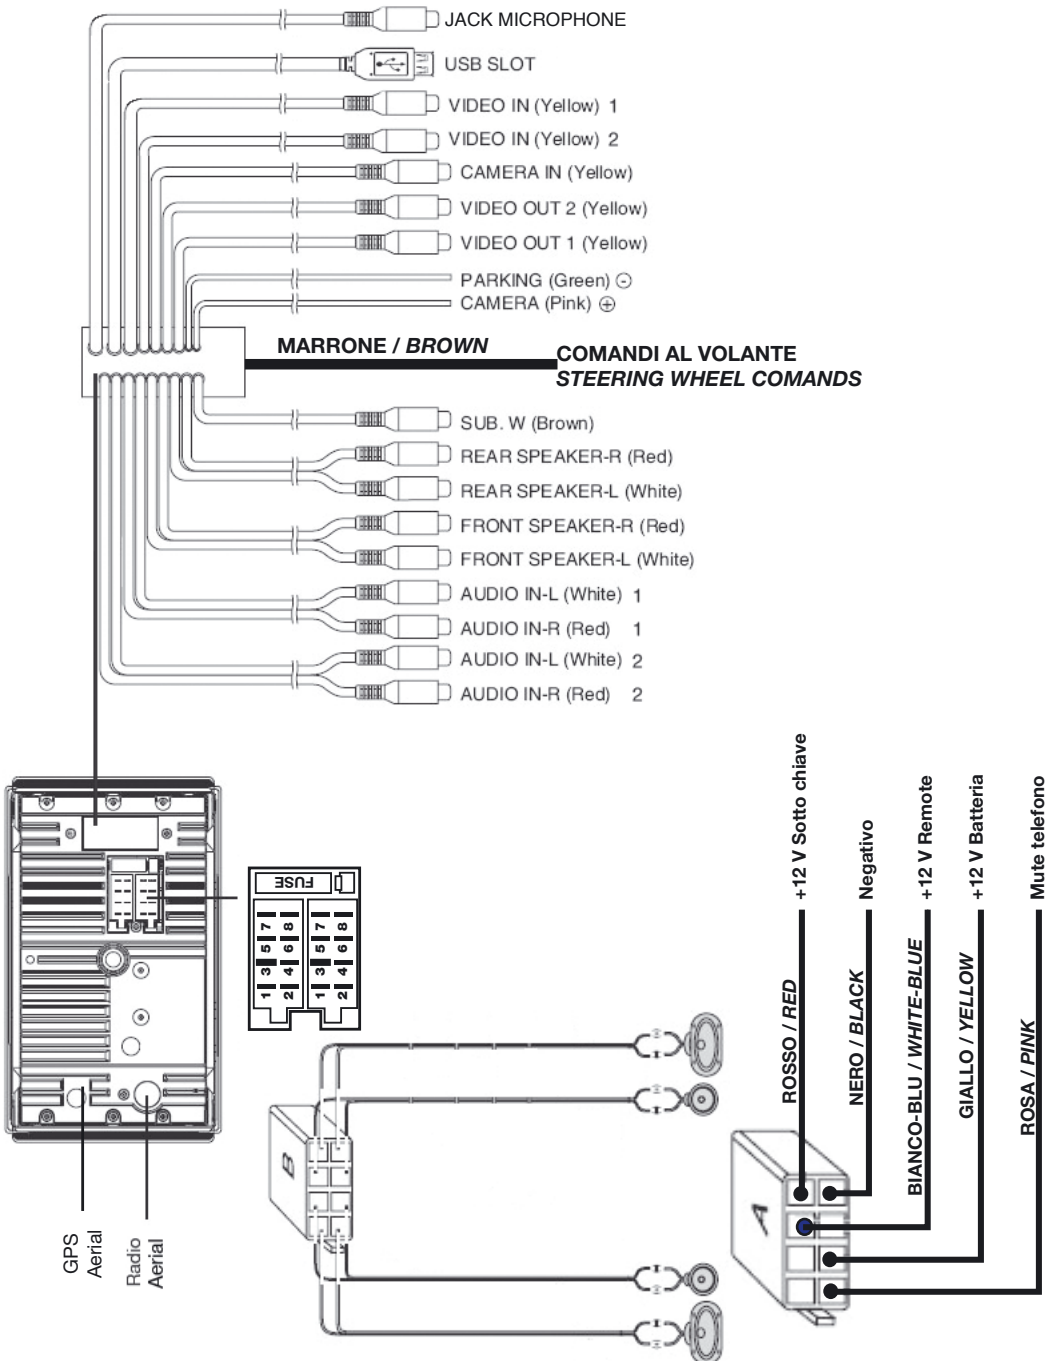 JACK MICROPHONE
USB SLOT
VIDEO IN (Yellow) 1
VIDEO IN (Yellow) 2
CAMERA IN (Yellow)
VIDEO OUT 2 (Yellow)
VIDEO OUT 1 (Yellow)
PARKING (Green) ⊖
CAMERA (Pink) ⊕
MARRONE / BROWN
COMANDI AL VOLANTE
STEERING WHEEL COMANDS
SUB. W (Brown)
REAR SPEAKER-R (Red)
REAR SPEAKER-L (White)
FRONT SPEAKER-R (Red)
FRONT SPEAKER-L (White)
AUDIO IN-L (White) 1
AUDIO IN-R (Red) 1
AUDIO IN-L (White) 2
AUDIO IN-R (Red) 2
FUSE
1 3 5 7
2 4 6 8
1 3 5 7
2 4 6 8
GPS
Aerial
Radio
Aerial
B
A
+12 V Sotto chiave
Negativo
+12 V Remote
+12 V Batteria
Mute telefono
ROSSO / RED
NERO / BLACK
BIANCO-BLU / WHITE-BLUE
GIALLO / YELLOW
ROSA / PINK